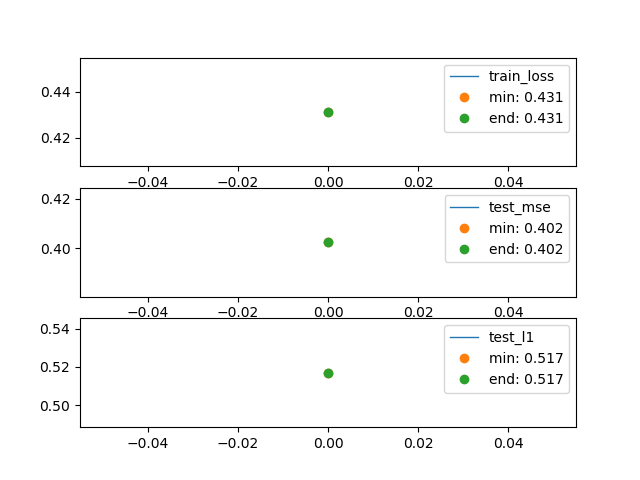 0.44
0.42
train_loss
min: 0.431
end: 0.431
−0.04 −0.02 0.00 0.02 0.04
0.42
0.40
test_mse
min: 0.402
end: 0.402
−0.04 −0.02 0.00 0.02 0.04
0.54
0.52
0.50
test_l1
min: 0.517
end: 0.517
−0.04 −0.02 0.00 0.02 0.04